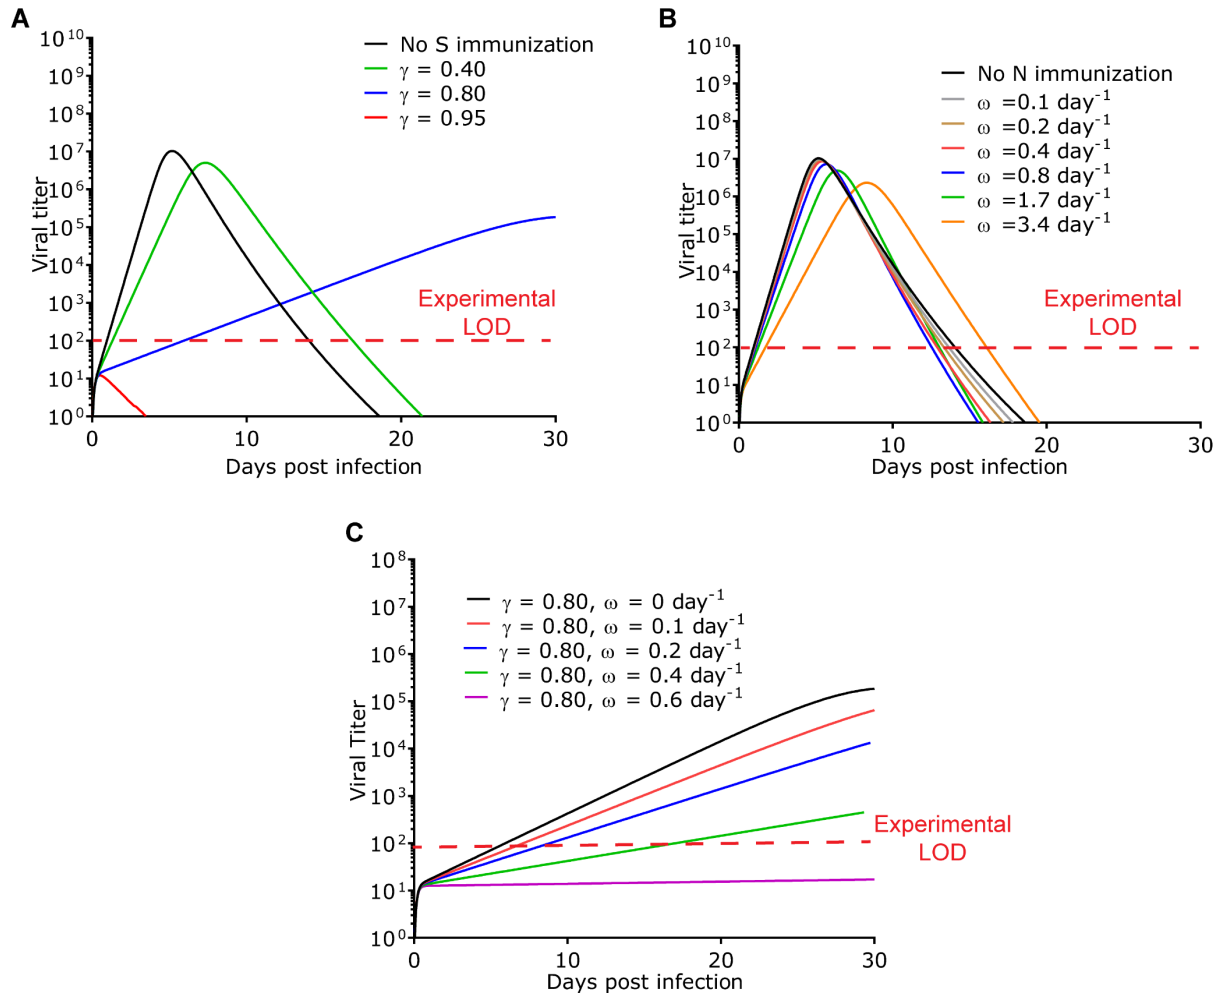 A
10^10
10^9
10^8
10^7
10^6
10^5
10^4
10^3
10^2
10^1
10^0
Viral titer
No S immunization
γ = 0.40
γ = 0.80
γ = 0.95
Experimental
LOD
0
10
20
30
Days post infection
B
10^10
10^9
10^8
10^7
10^6
10^5
10^4
10^3
10^2
10^1
10^0
Viral titer
No N immunization
ω =0.1 day^-1
ω =0.2 day^-1
ω =0.4 day^-1
ω =0.8 day^-1
ω =1.7 day^-1
ω =3.4 day^-1
Experimental
LOD
0
10
20
30
Days post infection
C
10^8
10^7
10^6
10^5
10^4
10^3
10^2
10^1
10^0
Viral Titer
γ = 0.80, ω = 0 day^-1
γ = 0.80, ω = 0.1 day^-1
γ = 0.80, ω = 0.2 day^-1
γ = 0.80, ω = 0.4 day^-1
γ = 0.80, ω = 0.6 day^-1
Experimental
LOD
0
10
20
30
Days post infection